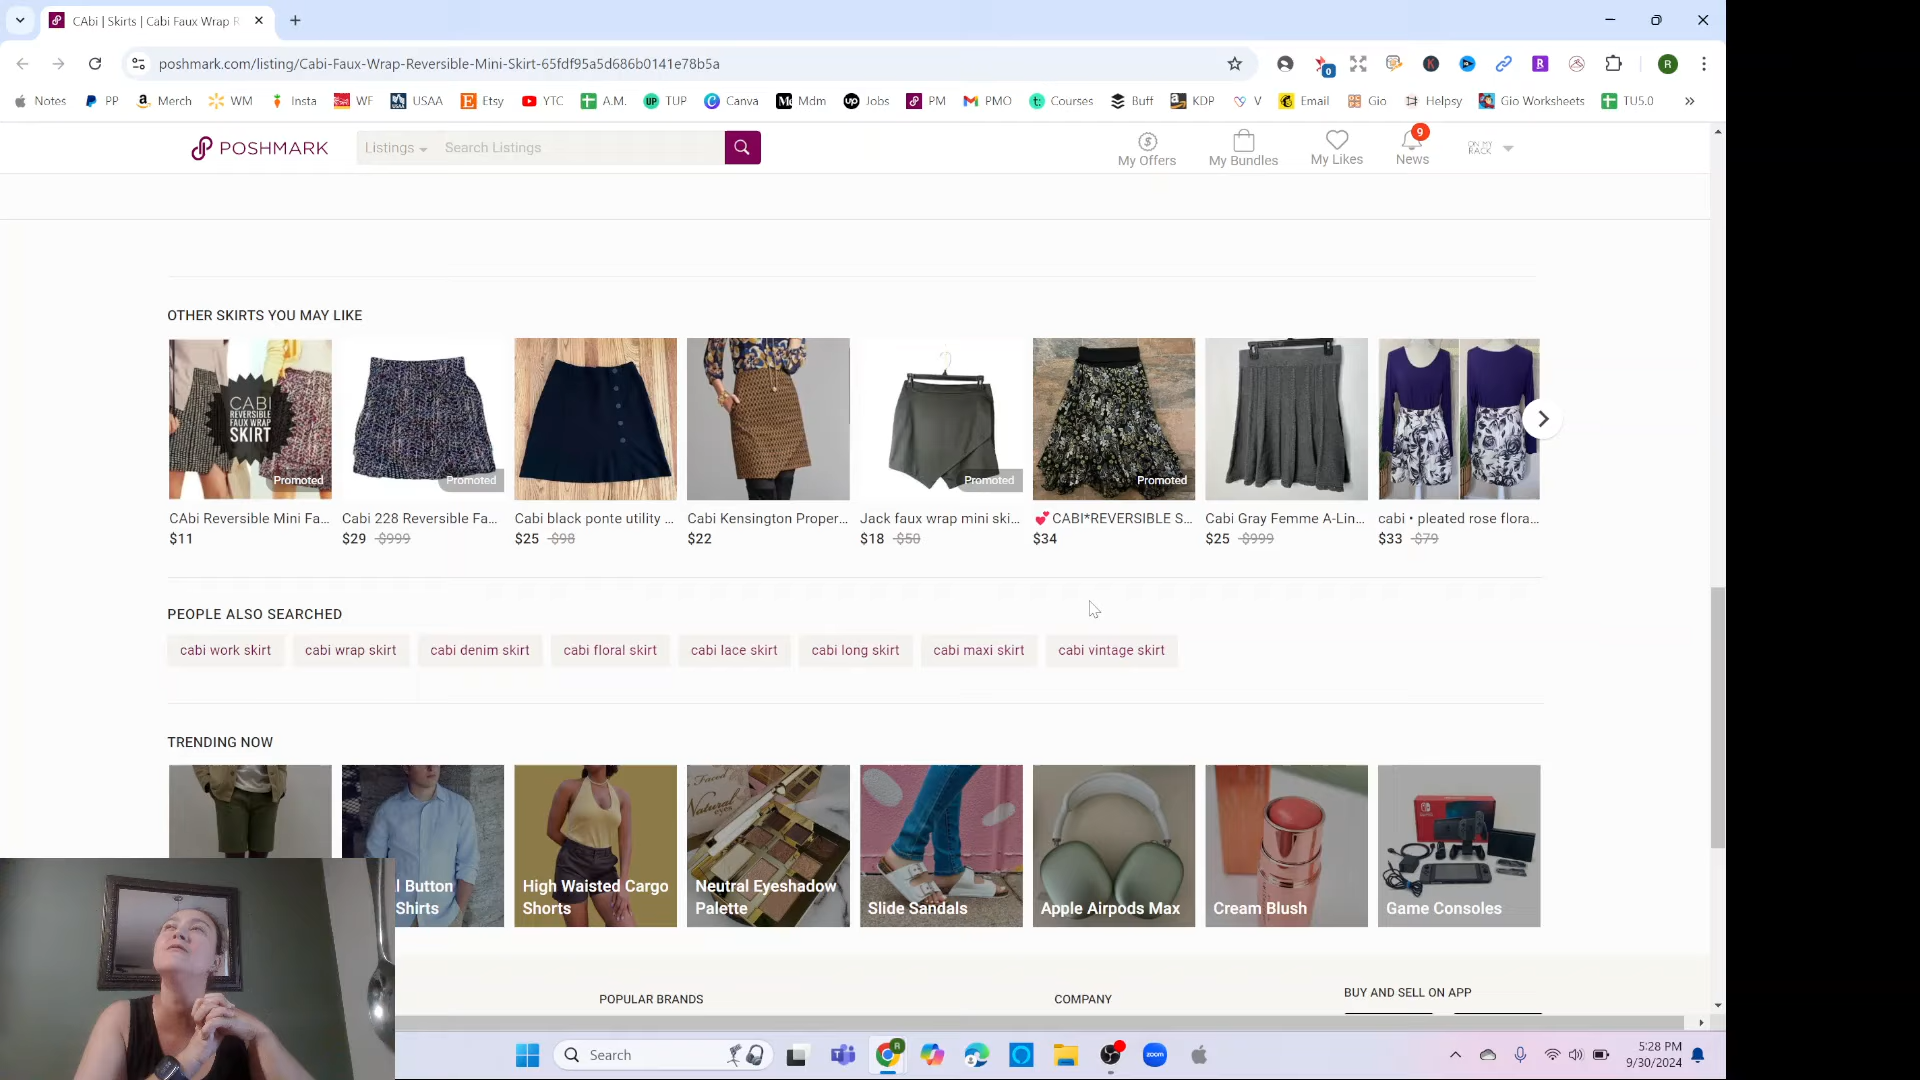 CAbi | Skirts | Cabi Faux Wrap R
poshmark.com/listing/Cabi-Faux-Wrap-Reversible-Mini-Skirt-65fdf95a5d686b0141e78b5a
Notes PP Merch WM Insta WF USAA Etsy YTC A.M. TUP Canva Mdm Jobs PM PMO Courses Buff KDP V Email Gio Helpsy Gio Worksheets TU5.0
POSHMARK Listings Search Listings
My Offers My Bundles My Likes 9 News ON MY RACK
OTHER SKIRTS YOU MAY LIKE
CABI
REVERSIBLE
FAUX WRAP
SKIRT
Promoted Promoted Promoted Promoted
CAbi Reversible Mini Fa... Cabi 228 Reversible Fa... Cabi black ponte utility ... Cabi Kensington Proper... Jack faux wrap mini ski... 💕CABI*REVERSIBLE S... Cabi Gray Femme A-Lin... cabi • pleated rose flora...
$11 $29 $999 $25 $98 $22 $18 $50 $34 $25 $999 $33 $79
PEOPLE ALSO SEARCHED
cabi work skirt cabi wrap skirt cabi denim skirt cabi floral skirt cabi lace skirt cabi long skirt cabi maxi skirt cabi vintage skirt
TRENDING NOW
Natural
eyes
l Button
Shirts
High Waisted Cargo
Shorts
Neutral Eyeshadow
Palette
Slide Sandals
Apple Airpods Max
Cream Blush
Game Consoles
POPULAR BRANDS COMPANY BUY AND SELL ON APP
Search
zoom
5:28 PM
9/30/2024